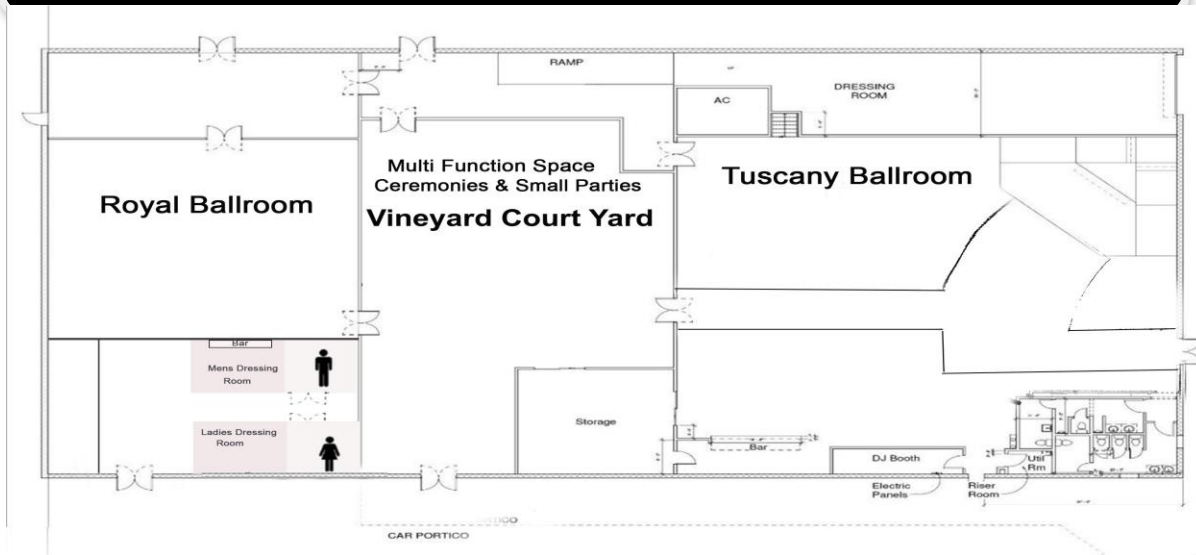 RAMP
DRESSING
ROOM
AC
Multi Function Space
Ceremonies & Small Parties
Vineyard Court Yard
Royal Ballroom
Tuscany Ballroom
Bar
Mens Dressing
Room
Ladies Dressing
Room
Storage
Bar
DJ Booth
Util
Rm
Electric
Panels
Riser
Room
CAR PORTICO